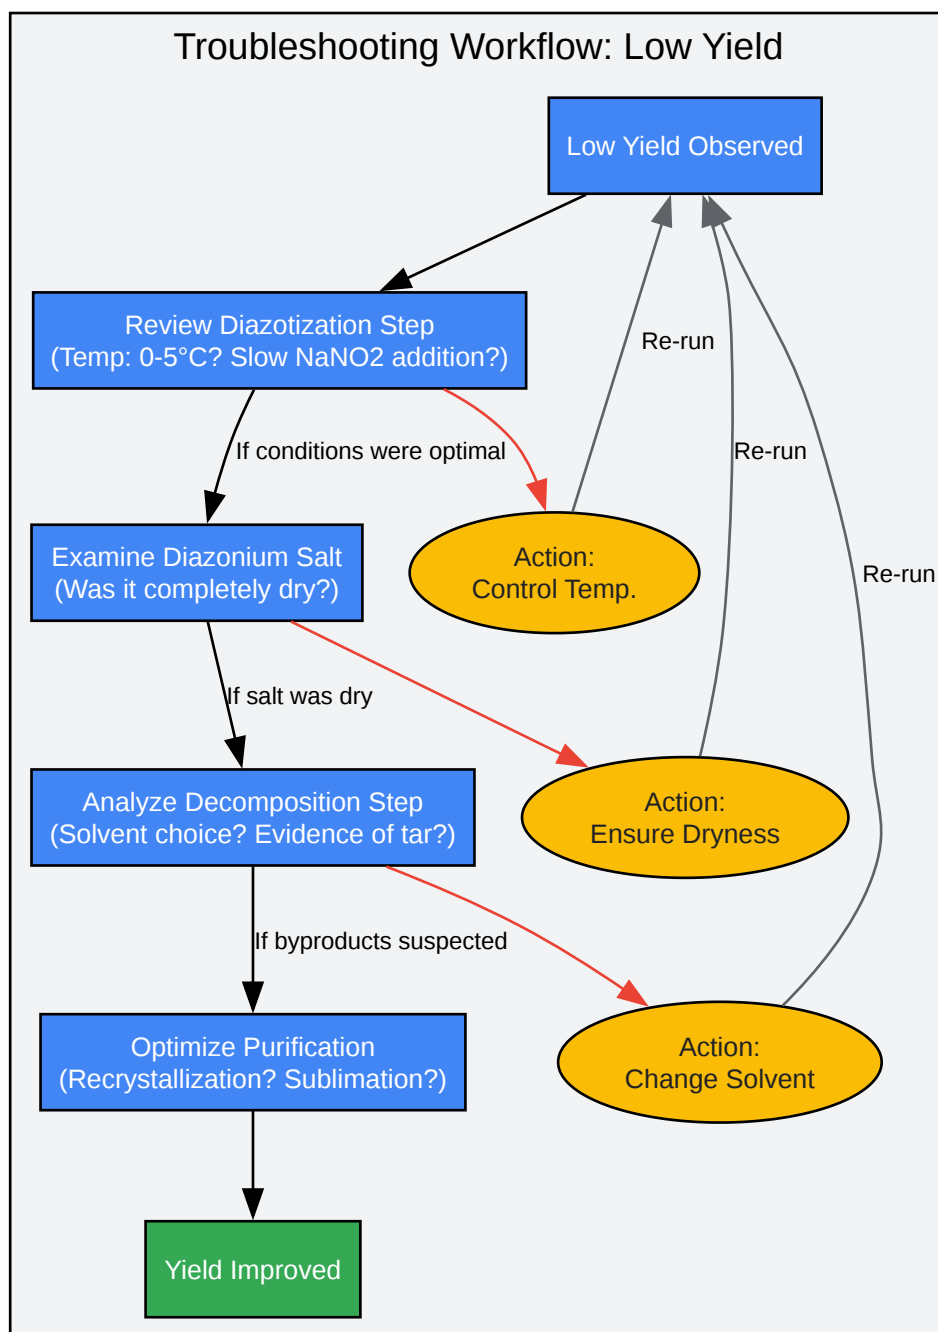 Troubleshooting Workflow: Low Yield
Low Yield Observed
Review Diazotization Step
(Temp: 0-5°C? Slow NaNO2 addition?)
Re-run
If conditions were optimal
Re-run
Examine Diazonium Salt
(Was it completely dry?)
Action:
Control Temp.
Re-run
If salt was dry
Analyze Decomposition Step
(Solvent choice? Evidence of tar?)
Action:
Ensure Dryness
If byproducts suspected
Optimize Purification
(Recrystallization? Sublimation?)
Action:
Change Solvent
Yield Improved